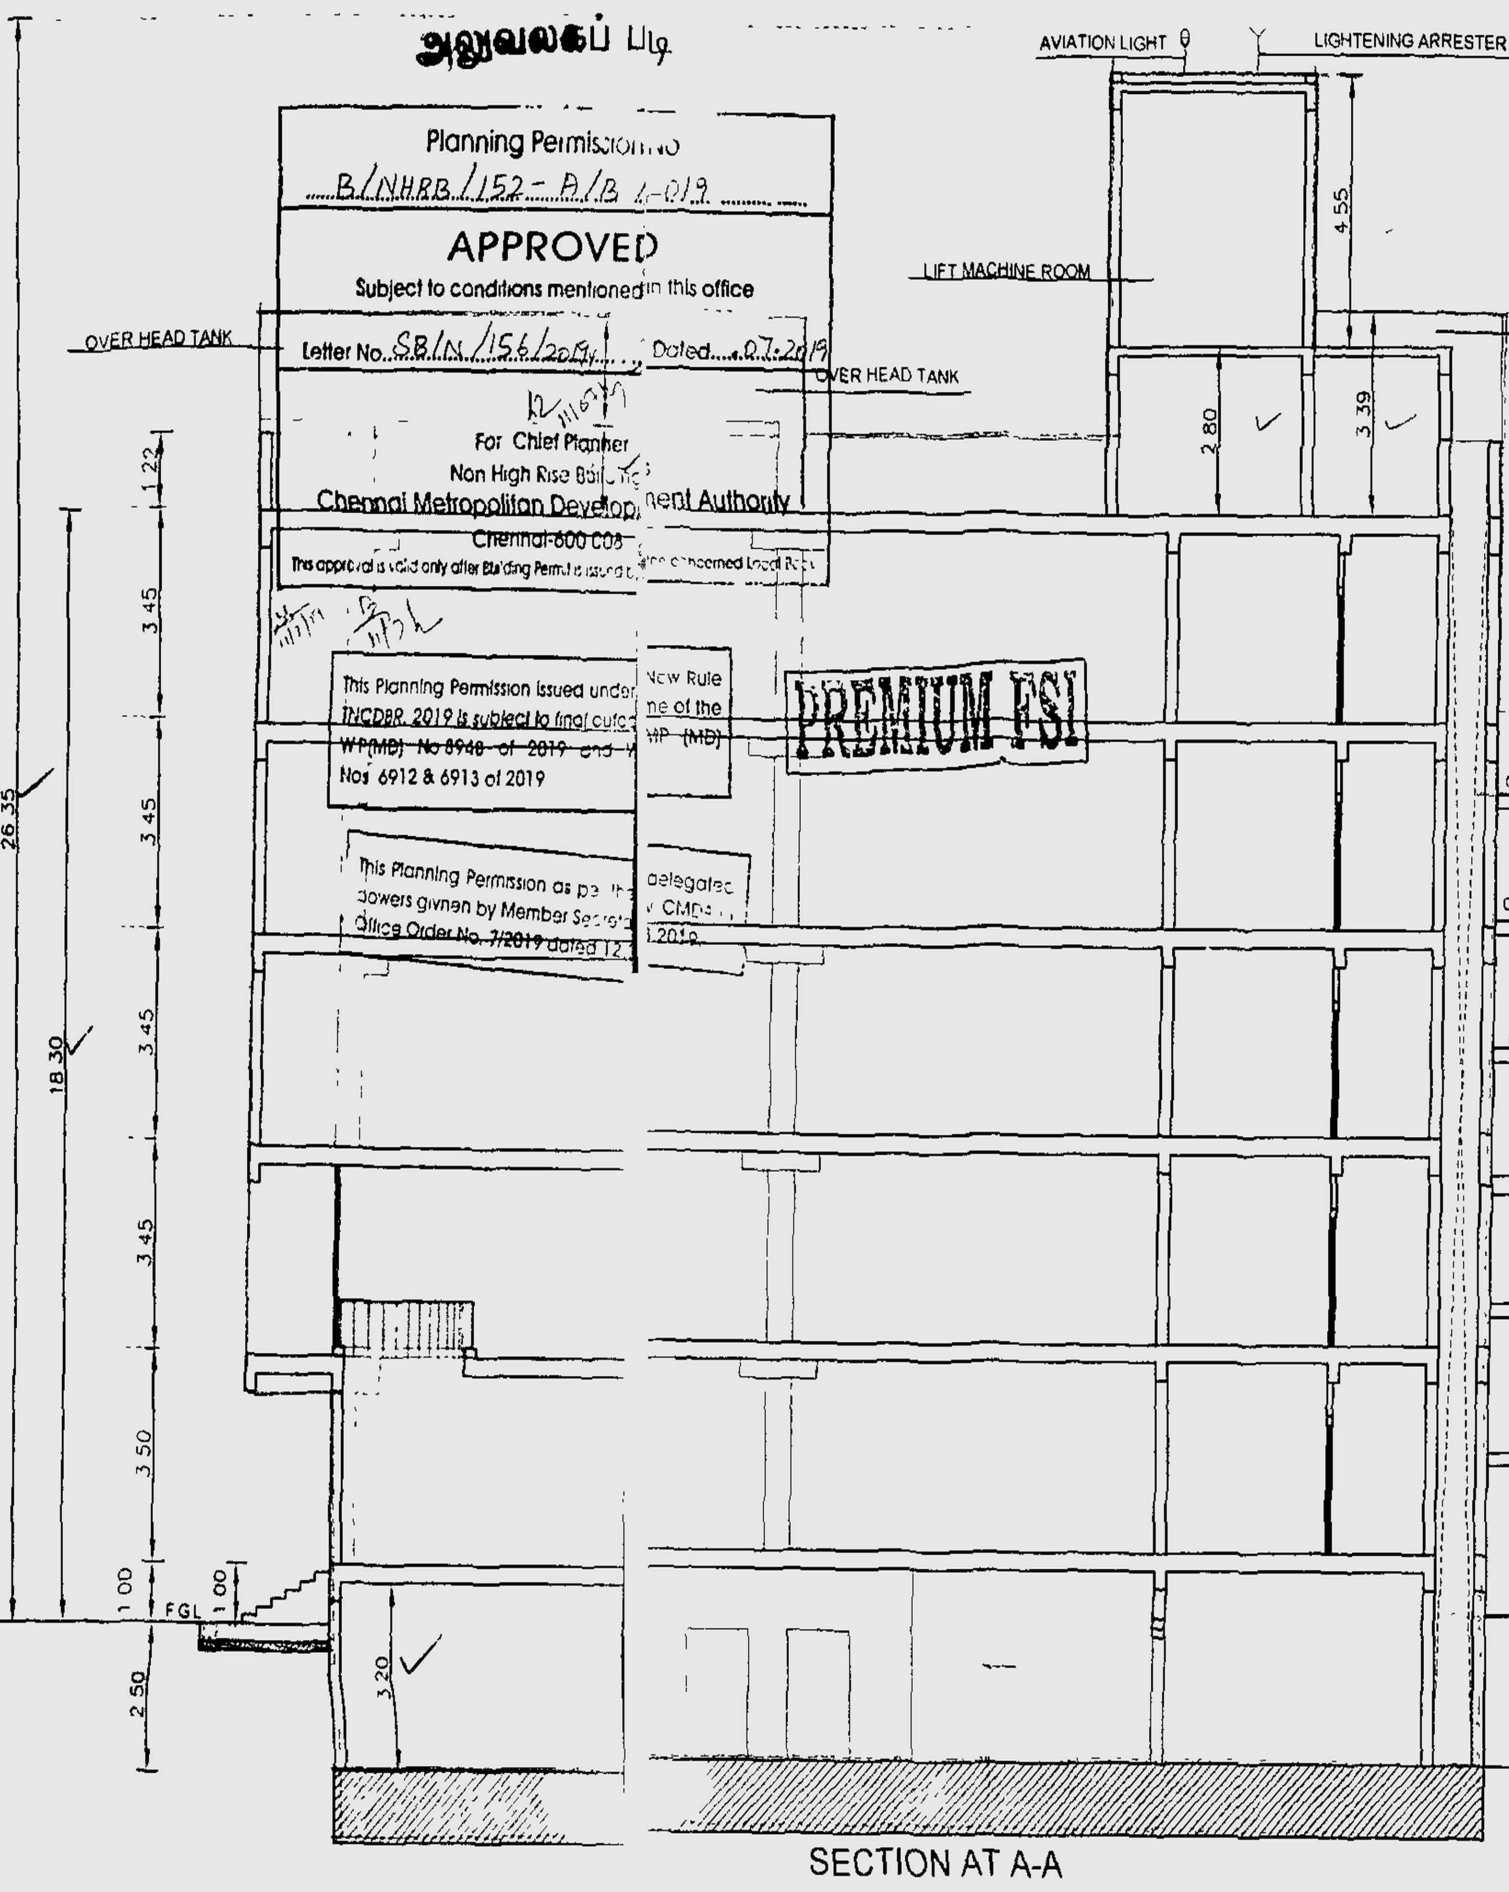 அலுவலகப் படி
AVIATION LIGHT
LIGHTENING ARRESTER
Planning Permission No
B/NHRB/152-A/B
APPROVED
Subject to conditions mentioned in this office
LIFT MACHINE ROOM
4 55
OVER HEAD TANK
Letter No. SB/N/156/2019 Dated 07.2019
OVER HEAD TANK
2 80
3 39
For Chief Planner
Non High Rise Buildings
Chennai Metropolitan Development Authority
Chennai-600 008
This approval is valid only after Building Permit is issued by the concerned Local Body
1 22
3 45
This Planning Permission issued under New Rule
TNCDBR. 2019 is subject to final outcome of the
WP(MD) No 8948 of 2019 and WMP (MD)
Nos 6912 & 6913 of 2019
PREMIUM FSI
26 35
3 45
This Planning Permission as per the delegated
powers givnen by Member Secretary CMDA
Office Order No. 7/2019 dated 12. .2019
3 45
18 30
3 45
3 50
1 00
1 00
F G L
3 20
2 50
SECTION AT A-A